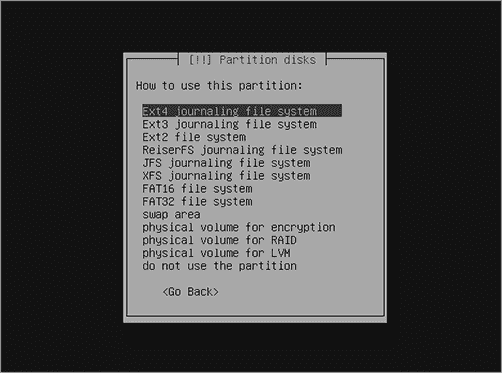 [!!] Partition disks
How to use this partition:
Ext4 journaling file system
Ext3 journaling file system
Ext2 file system
ReiserFS journaling file system
JFS journaling file system
XFS journaling file system
FAT16 file system
FAT32 file system
swap area
physical volume for encryption
physical volume for RAID
physical volume for LVM
do not use the partition
<Go Back>